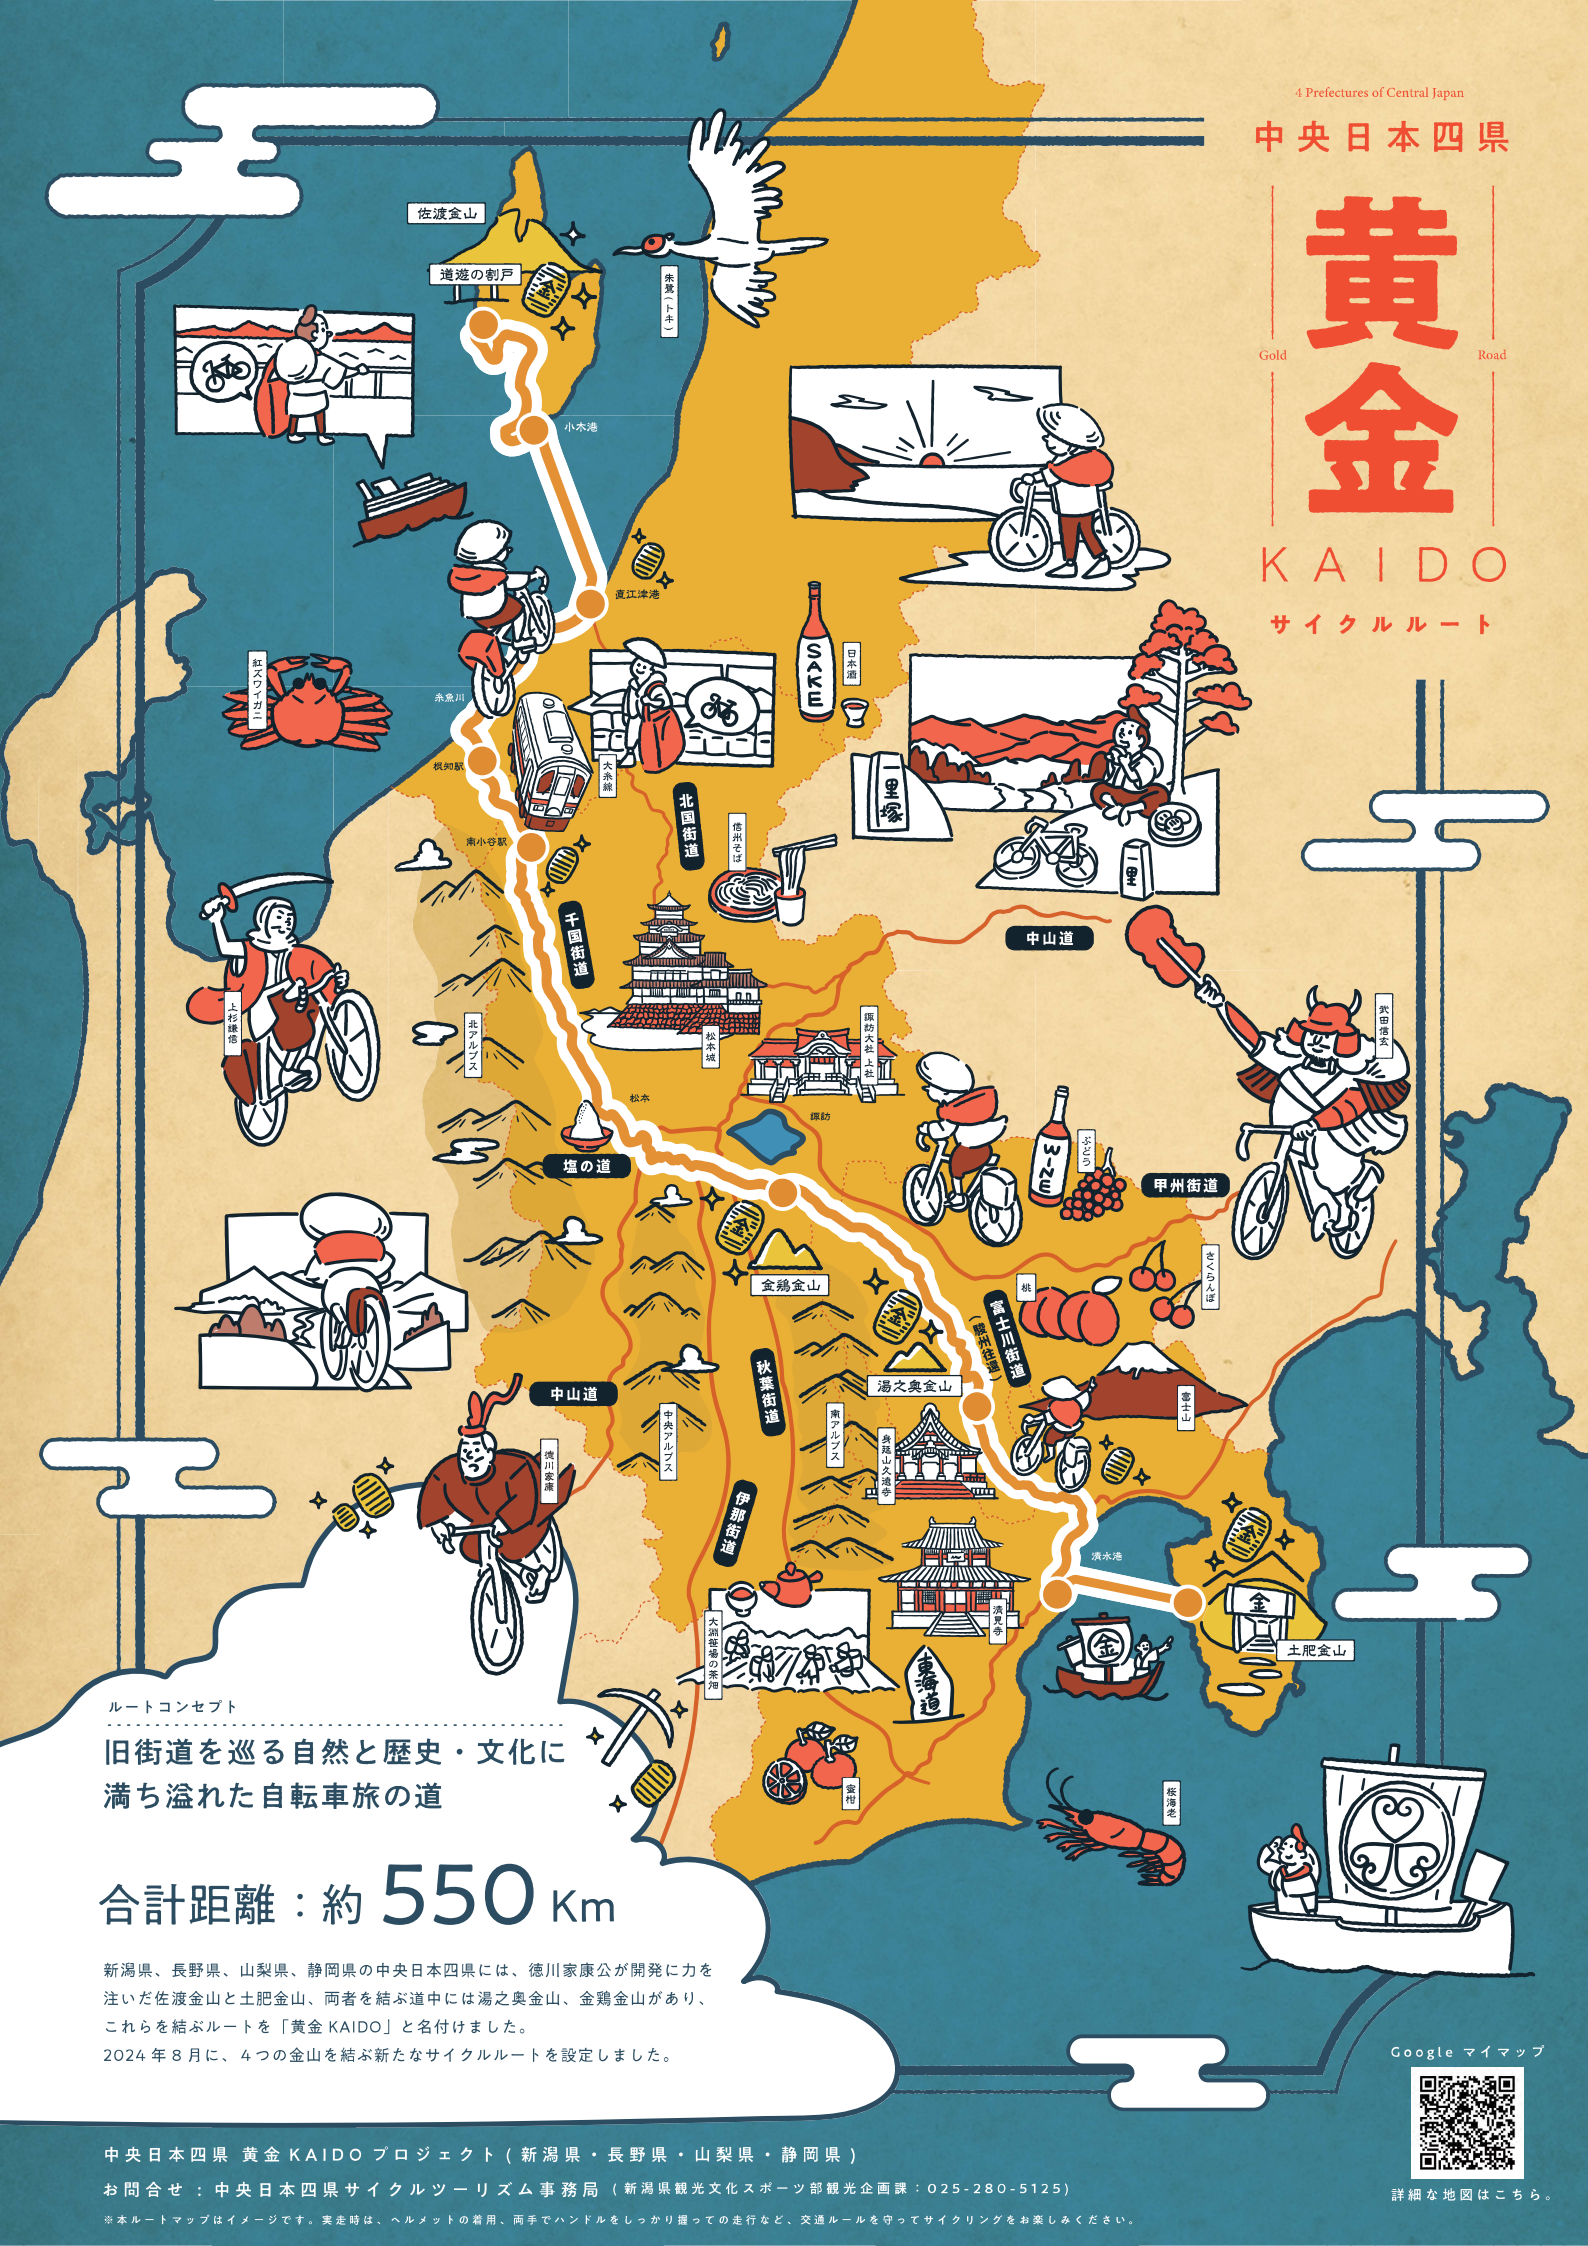 4 Prefectures of Central Japan
中央日本四県
黄金
Gold
Road
KAIDO
サイクルルート
佐渡金山
道遊の割戸
金
朱鷺(トキ)
小木港
直江津港
SAKE
日本酒
紅ズワイガニ
糸魚川
根知駅
大糸線
北国街道
南小谷駅
信州そば
一里塚
一里
千国街道
中山道
上杉謙信
北アルプス
松本城
諏訪大社 上社
武田信玄
松本
諏訪
塩の道
WINE
ぶどう
甲州街道
金
金鶏金山
さくらんぼ
桃
金
富士川街道
(駿州往還)
湯之奥金山
秋葉街道
中山道
中央アルプス
南アルプス
身延山久遠寺
富士山
徳川家康
伊那街道
清水港
金
金
土肥金山
金
清見寺
大淵笹場の茶畑
東海道
蜜柑
桜海老
ルートコンセプト
旧街道を巡る自然と歴史・文化に
満ち溢れた自転車旅の道
合計距離：約 550 Km
新潟県、長野県、山梨県、静岡県の中央日本四県には、徳川家康公が開発に力を
注いだ佐渡金山と土肥金山、両者を結ぶ道中には湯之奥金山、金鶏金山があり、
これらを結ぶルートを「黄金 KAIDO」と名付けました。
2024 年 8 月に、4 つの金山を結ぶ新たなサイクルルートを設定しました。
Google マイマップ
詳細な地図はこちら。
中央日本四県 黄金 KAIDO プロジェクト ( 新潟県・長野県・山梨県・静岡県 )
お問合せ : 中央日本四県サイクルツーリズム事務局 ( 新潟県観光文化スポーツ部観光企画課 : 025-280-5125)
※本ルートマップはイメージです。実走時は、ヘルメットの着用、両手でハンドルをしっかり握っての走行など、交通ルールを守ってサイクリングをお楽しみください。